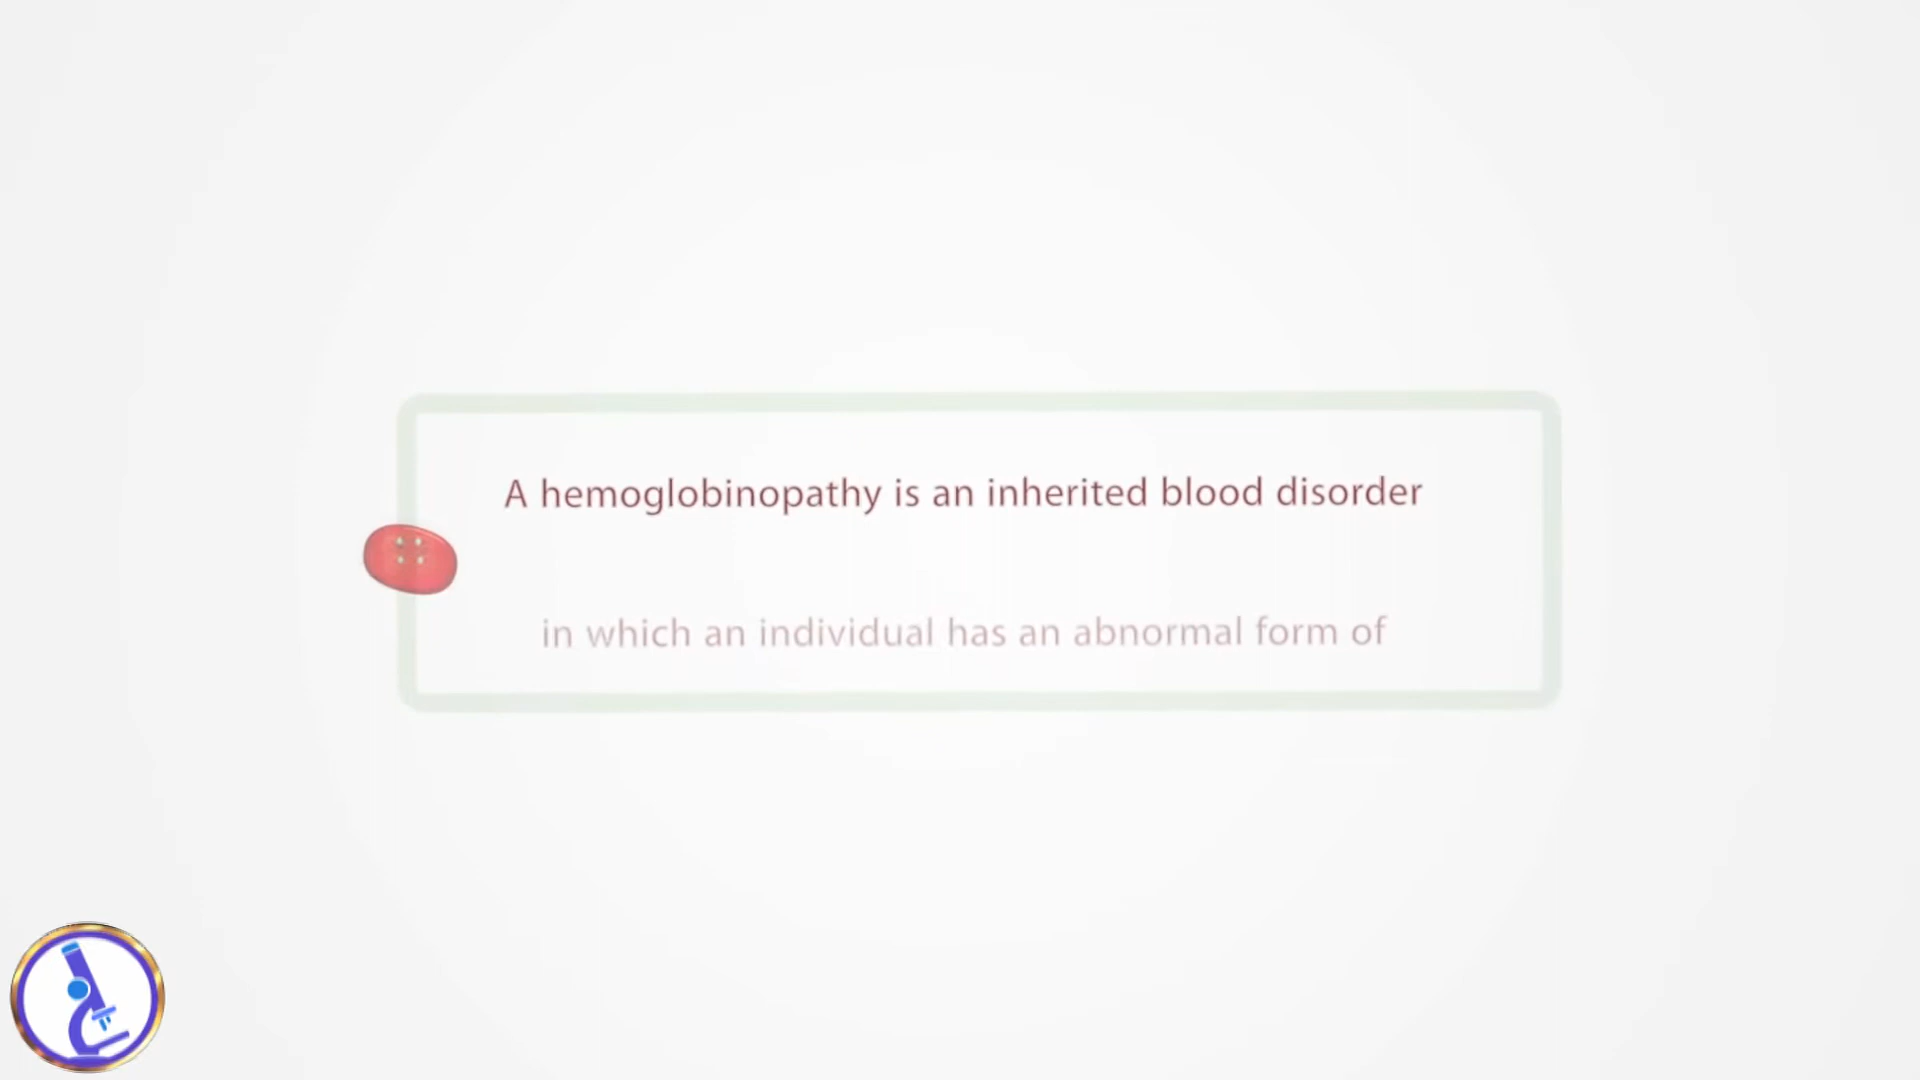 A hemoglobinopathy is an inherited blood disorder
in which an individual has an abnormal form of